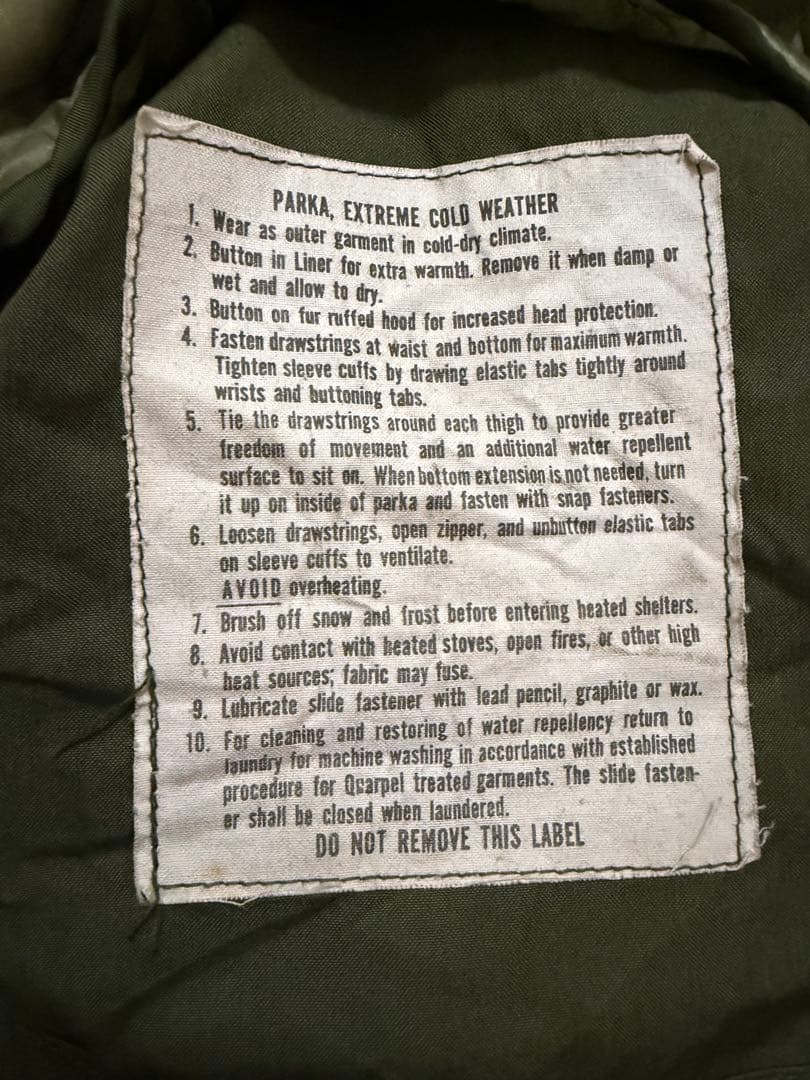 PARKA, EXTREME COLD WEATHER
1. Wear as outer garment in cold-dry climate.
2. Button in Liner for extra warmth. Remove it when damp or
wet and allow to dry.
3. Button on fur ruffed hood for increased head protection.
4. Fasten drawstrings at waist and bottom for maximum warmth.
Tighten sleeve cuffs by drawing elastic tabs tightly around
wrists and buttoning tabs.
5. Tie the drawstrings around each thigh to provide greater
freedom of movement and an additional water repellent
surface to sit on. When bottom extension is not needed, turn
it up on inside of parka and fasten with snap fasteners.
6. Loosen drawstrings, open zipper, and unbutton elastic tabs
on sleeve cuffs to ventilate.
AVOID overheating.
7. Brush off snow and frost before entering heated shelters.
8. Avoid contact with heated stoves, open fires, or other high
heat sources; fabric may fuse.
9. Lubricate slide fastener with lead pencil, graphite or wax.
10. For cleaning and restoring of water repellency return to
laundry for machine washing in accordance with established
procedure for Quarpel treated garments. The slide fasten-
er shall be closed when laundered.
DO NOT REMOVE THIS LABEL